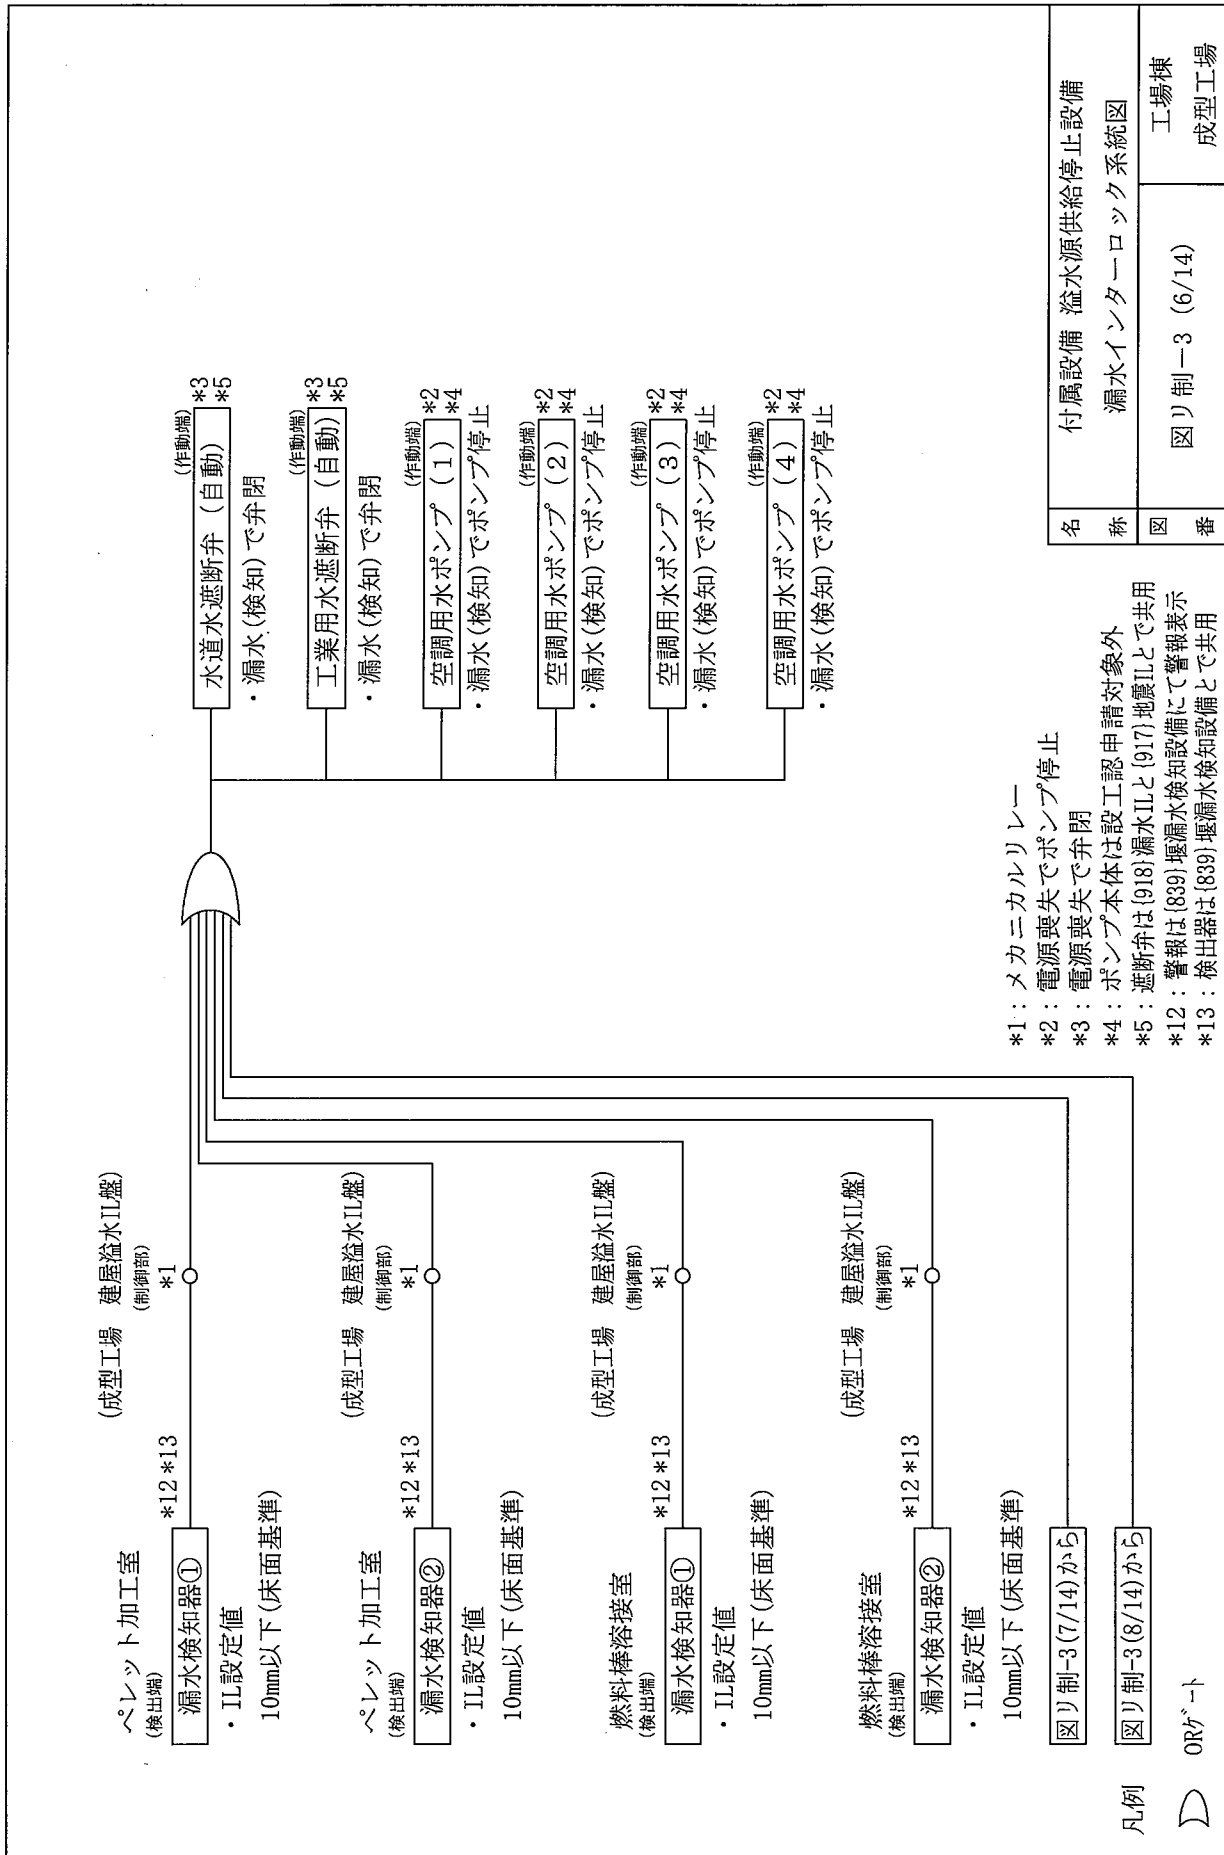 ペレット加工室
(検出端)
漏水検知器①
*12 *13
・IL設定値
10mm以下(床面基準)
(成型工場 建屋溢水IL盤)
(制御部)
*1
ペレット加工室
(検出端)
漏水検知器②
*12 *13
・IL設定値
10mm以下(床面基準)
(成型工場 建屋溢水IL盤)
(制御部)
*1
燃料棒溶接室
(検出端)
漏水検知器①
*12 *13
・IL設定値
10mm以下(床面基準)
(成型工場 建屋溢水IL盤)
(制御部)
*1
燃料棒溶接室
(検出端)
漏水検知器②
*12 *13
・IL設定値
10mm以下(床面基準)
(成型工場 建屋溢水IL盤)
(制御部)
*1
図リ制-3(7/14)から
図リ制-3(8/14)から
(作動端)
水道水遮断弁(自動)
*3
*5
・漏水(検知)で弁閉
(作動端)
工業用水遮断弁(自動)
*3
*5
・漏水(検知)で弁閉
(作動端)
空調用水ポンプ(1)
*2
*4
・漏水(検知)でポンプ停止
(作動端)
空調用水ポンプ(2)
*2
*4
・漏水(検知)でポンプ停止
(作動端)
空調用水ポンプ(3)
*2
*4
・漏水(検知)でポンプ停止
(作動端)
空調用水ポンプ(4)
*2
*4
・漏水(検知)でポンプ停止
凡例
ORゲート
*1:メカニカルリレー
*2:電源喪失でポンプ停止
*3:電源喪失で弁閉
*4:ポンプ本体は設工認申請対象外
*5:遮断弁は{918}漏水ILと{917}地震ILとで共用
*12:警報は{839}堰漏水検知設備にて警報表示
*13:検出器は{839}堰漏水検知設備とで共用
名称
付属設備 溢水源供給停止設備
漏水インターロック系統図
図番
図リ制-3 (6/14)
工場棟
成型工場